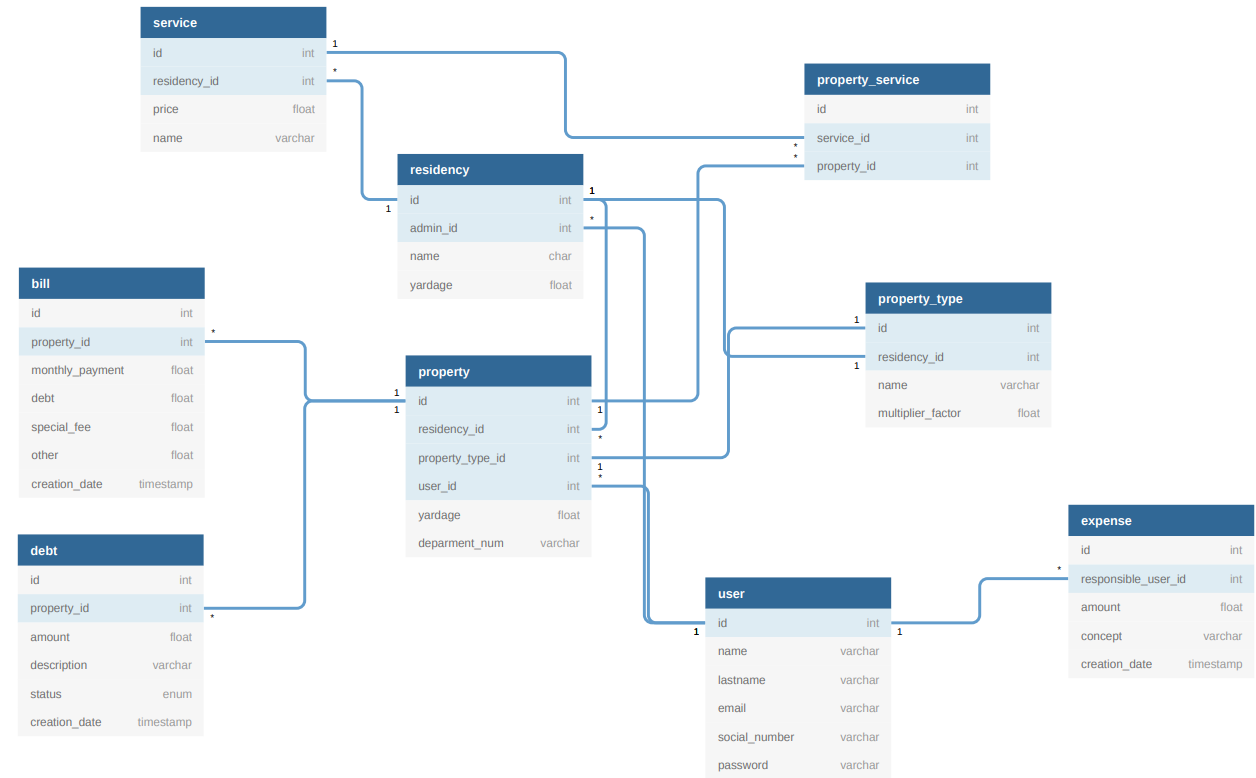 service
id int
residency_id int
price float
name varchar
1
*
property_service
id int
service_id int
property_id int
*
*
residency
id int
admin_id int
name char
yardage float
1
1
*
bill
id int
property_id int
monthly_payment float
debt float
special_fee float
other float
creation_date timestamp
*
property_type
id int
residency_id int
name varchar
multiplier_factor float
1
1
property
id int
residency_id int
property_type_id int
user_id int
yardage float
deparment_num varchar
1
1
1
*
1
*
debt
id int
property_id int
amount float
description varchar
status enum
creation_date timestamp
*
user
id int
name varchar
lastname varchar
email varchar
social_number varchar
password varchar
1
1
expense
id int
responsible_user_id int
amount float
concept varchar
creation_date timestamp
*